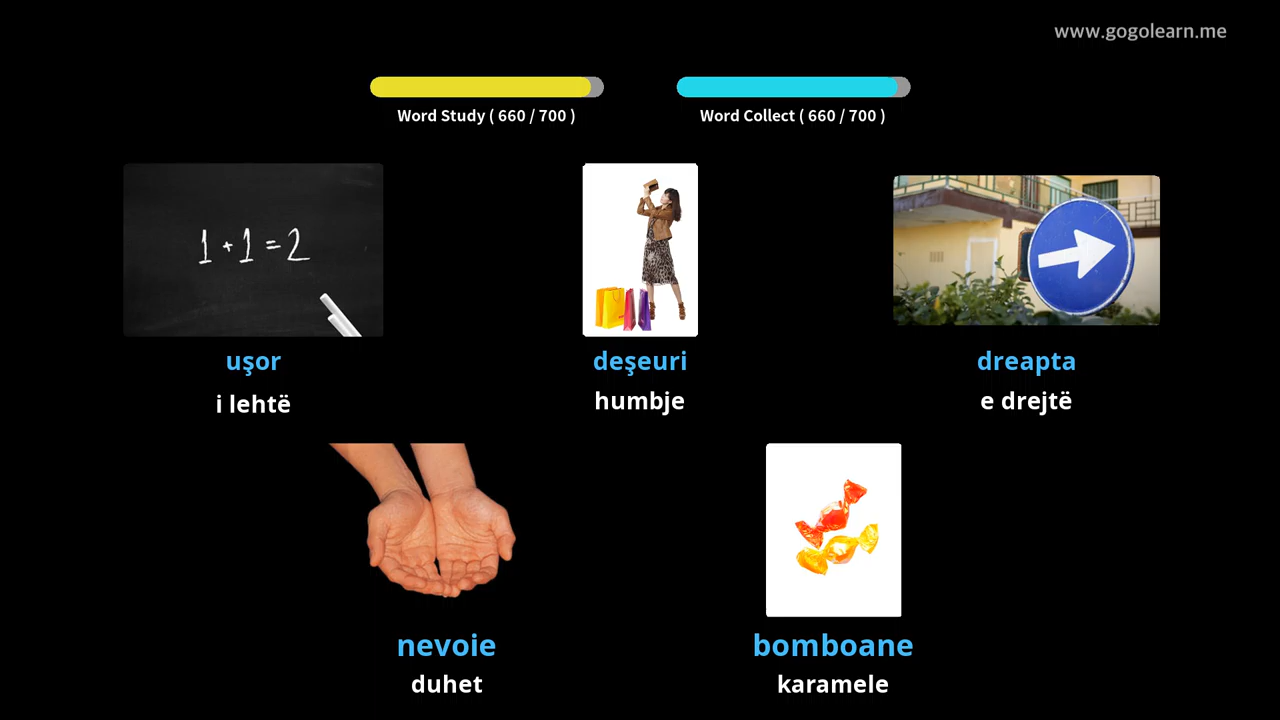 www.gogolearn.me
Word Study ( 660 / 700 )
Word Collect ( 660 / 700 )
1 + 1 = 2
uşor
deşeuri
dreapta
i lehtë
humbje
e drejtë
nevoie
bomboane
duhet
karamele